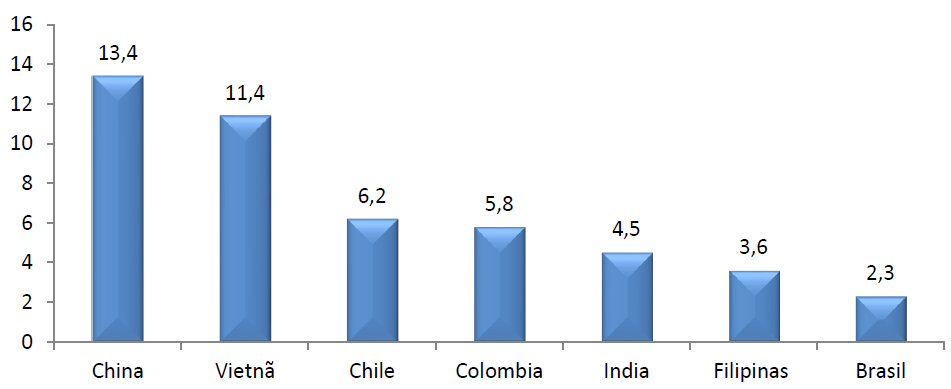 16
14
12
10
8
6
4
2
0
13,4
11,4
6,2
5,8
4,5
3,6
2,3
China
Vietnã
Chile
Colombia
India
Filipinas
Brasil